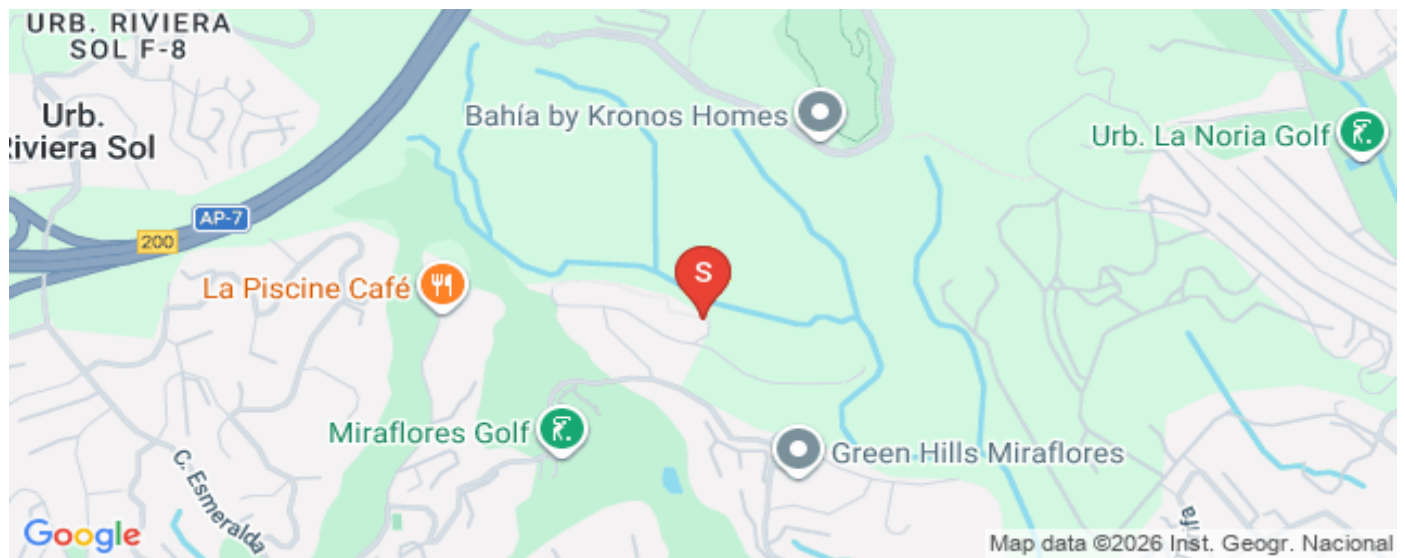 URB. RIVIERA
SOL F-8
Urb.
Riviera Sol
Bahía by Kronos Homes
Urb. La Noria Golf
AP-7
200
S
La Piscine Café
Miraflores Golf
Green Hills Miraflores
C. Esmeralda
Google
Map data ©2026 Inst. Geogr. Nacional